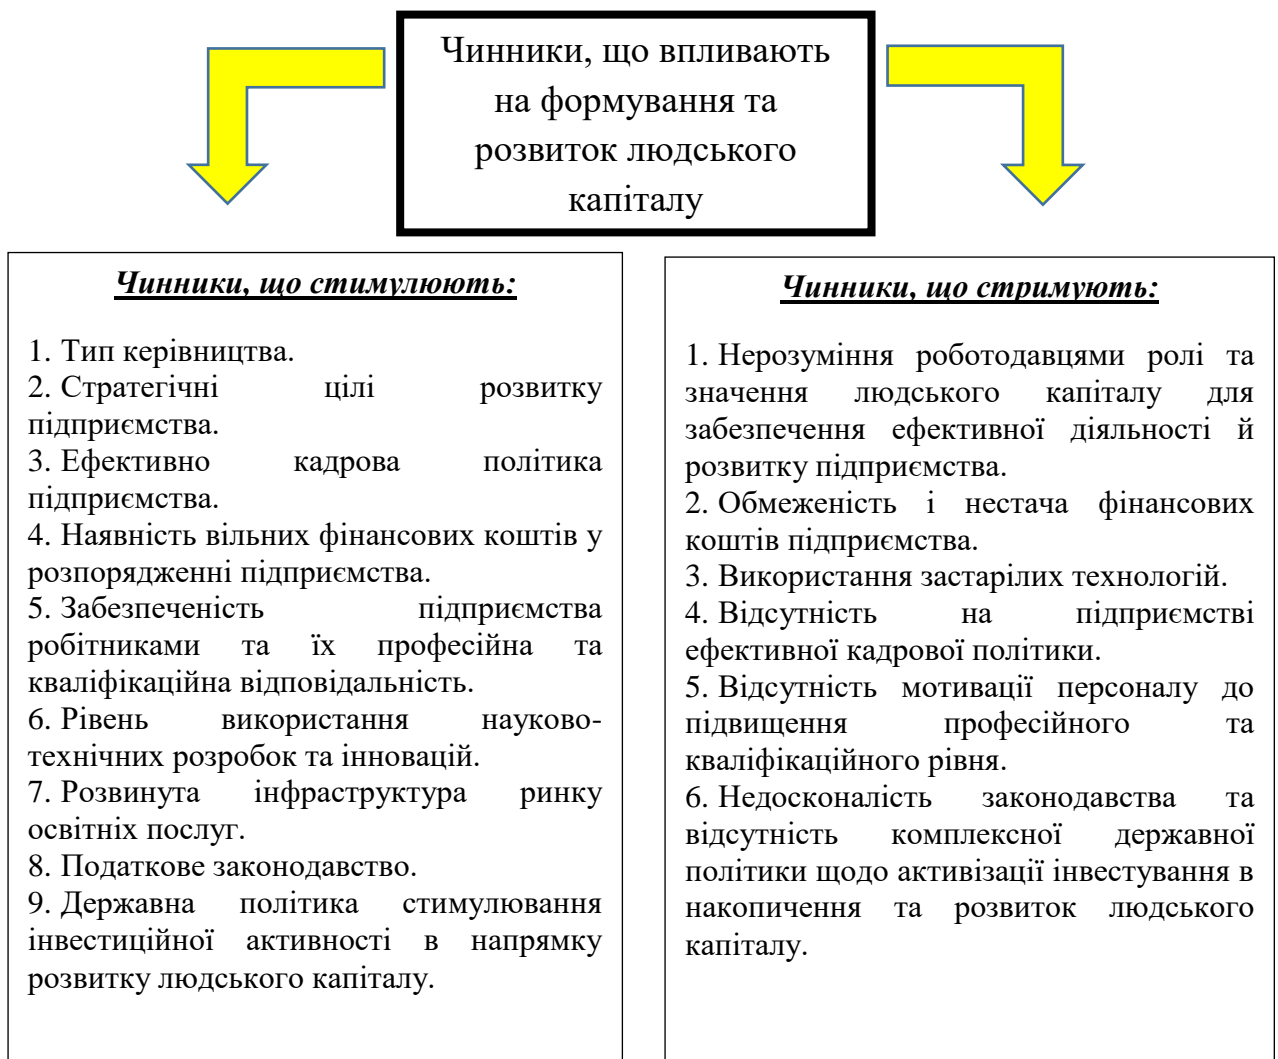 Чинники, що впливають
на формування та
розвиток людського
капіталу
Чинники, що стимулюють:
1. Тип керівництва.
2. Стратегічні цілі розвитку
підприємства.
3. Ефективно кадрова політика
підприємства.
4. Наявність вільних фінансових коштів у
розпорядженні підприємства.
5. Забезпеченість підприємства
робітниками та їх професійна та
кваліфікаційна відповідальність.
6. Рівень використання науково-
технічних розробок та інновацій.
7. Розвинута інфраструктура ринку
освітніх послуг.
8. Податкове законодавство.
9. Державна політика стимулювання
інвестиційної активності в напрямку
розвитку людського капіталу.
Чинники, що стримують:
1. Нерозуміння роботодавцями ролі та
значення людського капіталу для
забезпечення ефективної діяльності й
розвитку підприємства.
2. Обмеженість і нестача фінансових
коштів підприємства.
3. Використання застарілих технологій.
4. Відсутність на підприємстві
ефективної кадрової політики.
5. Відсутність мотивації персоналу до
підвищення професійного та
кваліфікаційного рівня.
6. Недосконалість законодавства та
відсутність комплексної державної
політики щодо активізації інвестування в
накопичення та розвиток людського
капіталу.